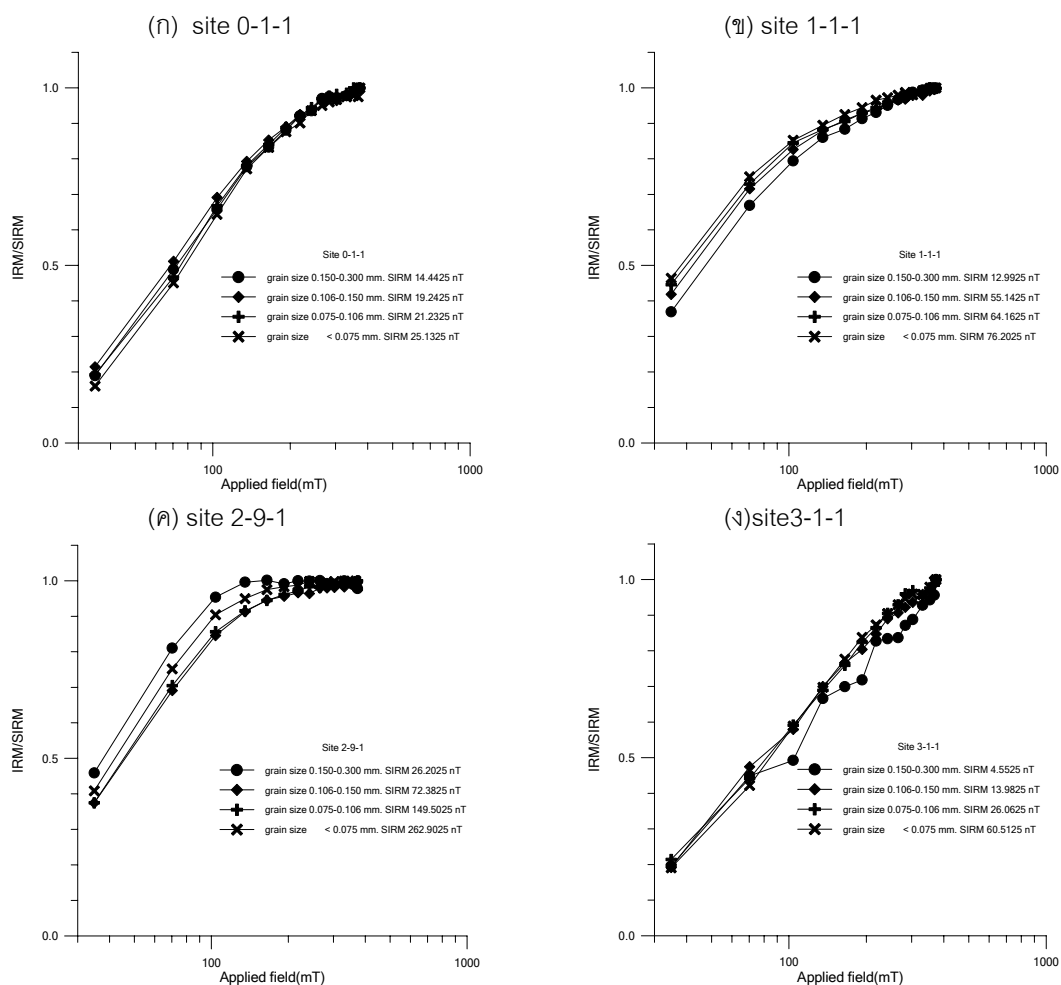 (ก) site 0-1-1
1.0
0.5
0.0
IRM/SIRM
Site 0-1-1
grain size 0.150-0.300 mm. SIRM 14.4425 nT
grain size 0.106-0.150 mm. SIRM 19.2425 nT
grain size 0.075-0.106 mm. SIRM 21.2325 nT
grain size < 0.075 mm. SIRM 25.1325 nT
100
1000
Applied field(mT)
(ข) site 1-1-1
1.0
0.5
0.0
IRM/SIRM
Site 1-1-1
grain size 0.150-0.300 mm. SIRM 12.9925 nT
grain size 0.106-0.150 mm. SIRM 55.1425 nT
grain size 0.075-0.106 mm. SIRM 64.1625 nT
grain size < 0.075 mm. SIRM 76.2025 nT
100
1000
Applied field(mT)
(ค) site 2-9-1
1.0
0.5
0.0
IRM/SIRM
Site 2-9-1
grain size 0.150-0.300 mm. SIRM 26.2025 nT
grain size 0.106-0.150 mm. SIRM 72.3825 nT
grain size 0.075-0.106 mm. SIRM 149.5025 nT
grain size < 0.075 mm. SIRM 262.9025 nT
100
1000
Applied field(mT)
(ง)site3-1-1
1.0
0.5
0.0
IRM/SIRM
Site 3-1-1
grain size 0.150-0.300 mm. SIRM 4.5525 nT
grain size 0.106-0.150 mm. SIRM 13.9825 nT
grain size 0.075-0.106 mm. SIRM 26.0625 nT
grain size < 0.075 mm. SIRM 60.5125 nT
100
1000
Applied field(mT)